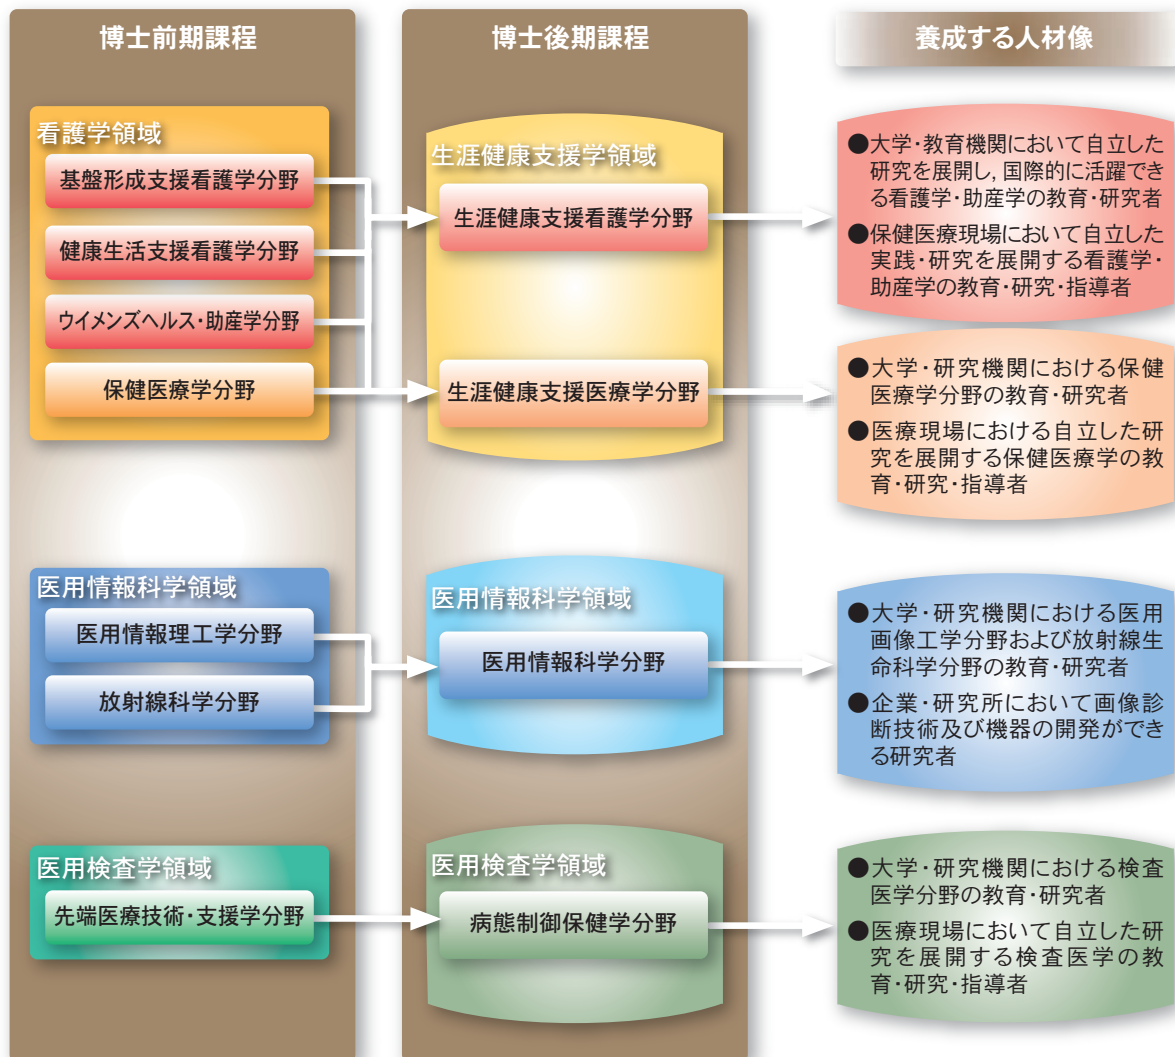 博士前期課程
博士後期課程
養成する人材像
看護学領域
基盤形成支援看護学分野
健康生活支援看護学分野
ウイメンズヘルス・助産学分野
保健医療学分野
生涯健康支援学領域
生涯健康支援看護学分野
生涯健康支援医療学分野
●大学・教育機関において自立した
研究を展開し,国際的に活躍でき
る看護学・助産学の教育・研究者
●保健医療現場において自立した
実践・研究を展開する看護学・
助産学の教育・研究・指導者
●大学・研究機関における保健
医療学分野の教育・研究者
●医療現場における自立した研
究を展開する保健医療学の教
育・研究・指導者
医用情報科学領域
医用情報理工学分野
放射線科学分野
医用情報科学領域
医用情報科学分野
●大学・研究機関における医用
画像工学分野および放射線生
命科学分野の教育・研究者
●企業・研究所において画像診
断技術及び機器の開発ができ
る研究者
医用検査学領域
先端医療技術・支援学分野
医用検査学領域
病態制御保健学分野
●大学・研究機関における検査
医学分野の教育・研究者
●医療現場において自立した研
究を展開する検査医学の教
育・研究・指導者